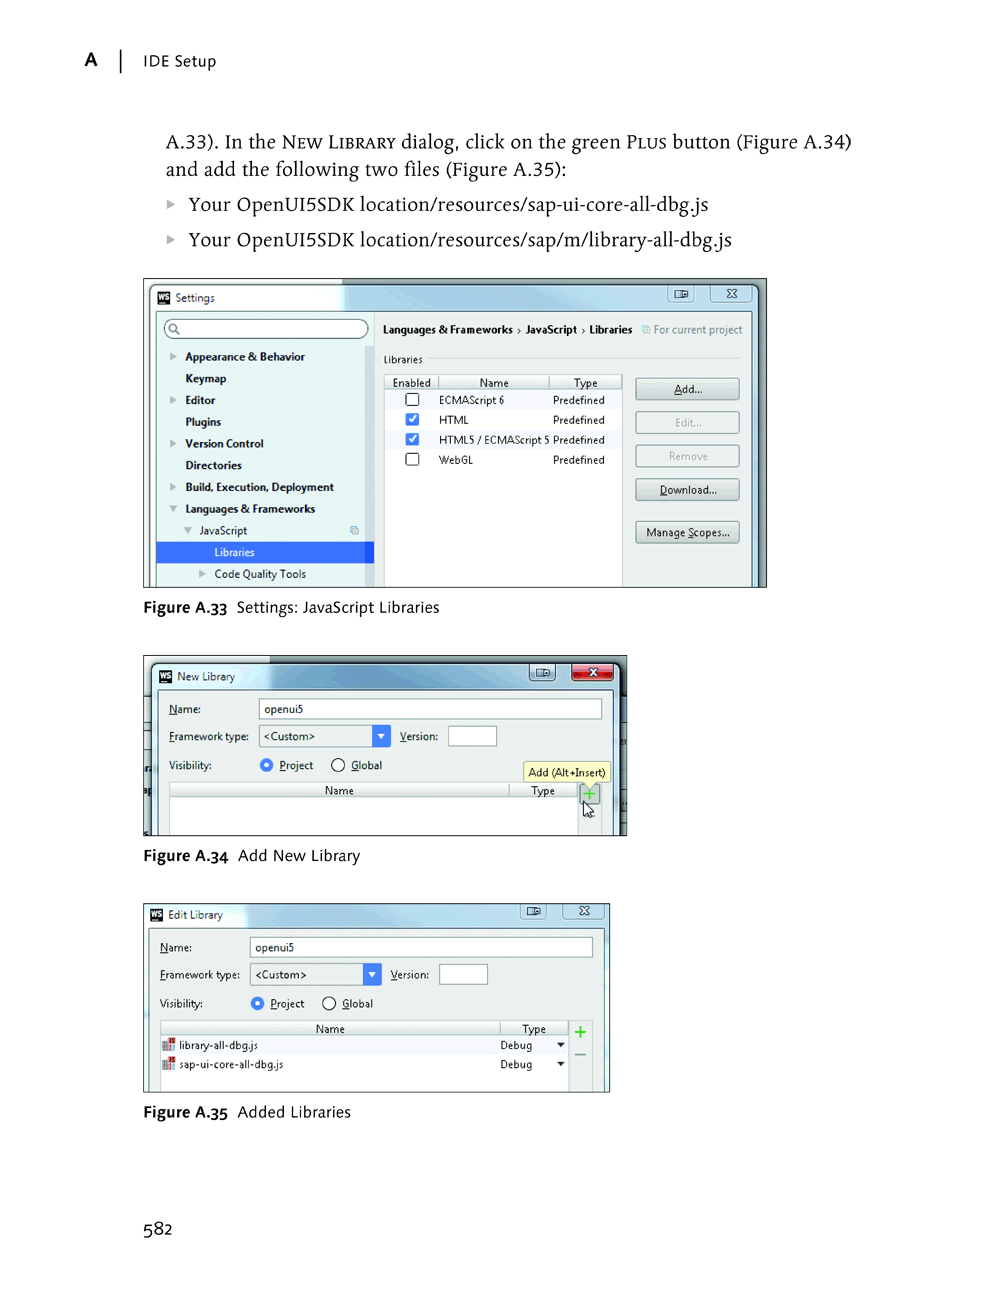 A | IDE Setup
A.33). In the New Library dialog, click on the green Plus button (Figure A.34)
and add the following two files (Figure A.35):
▸ Your OpenUI5SDK location/resources/sap-ui-core-all-dbg.js
▸ Your OpenUI5SDK location/resources/sap/m/library-all-dbg.js
WS Settings
Languages & Frameworks › JavaScript › Libraries For current project
Appearance & Behavior
Keymap
Editor
Plugins
Version Control
Directories
Build, Execution, Deployment
Languages & Frameworks
JavaScript
Libraries
Code Quality Tools
Libraries
Enabled Name Type
ECMAScript 6 Predefined
HTML Predefined
HTML5 / ECMAScript 5 Predefined
WebGL Predefined
Add...
Edit...
Remove
Download...
Manage Scopes...
Figure A.33 Settings: JavaScript Libraries
WS New Library
Name: openui5
Framework type: <Custom> Version:
Visibility: Project Global
Add (Alt+Insert)
Name Type
Figure A.34 Add New Library
WS Edit Library
Name: openui5
Framework type: <Custom> Version:
Visibility: Project Global
Name Type
JS library-all-dbg.js Debug
JS sap-ui-core-all-dbg.js Debug
Figure A.35 Added Libraries
582